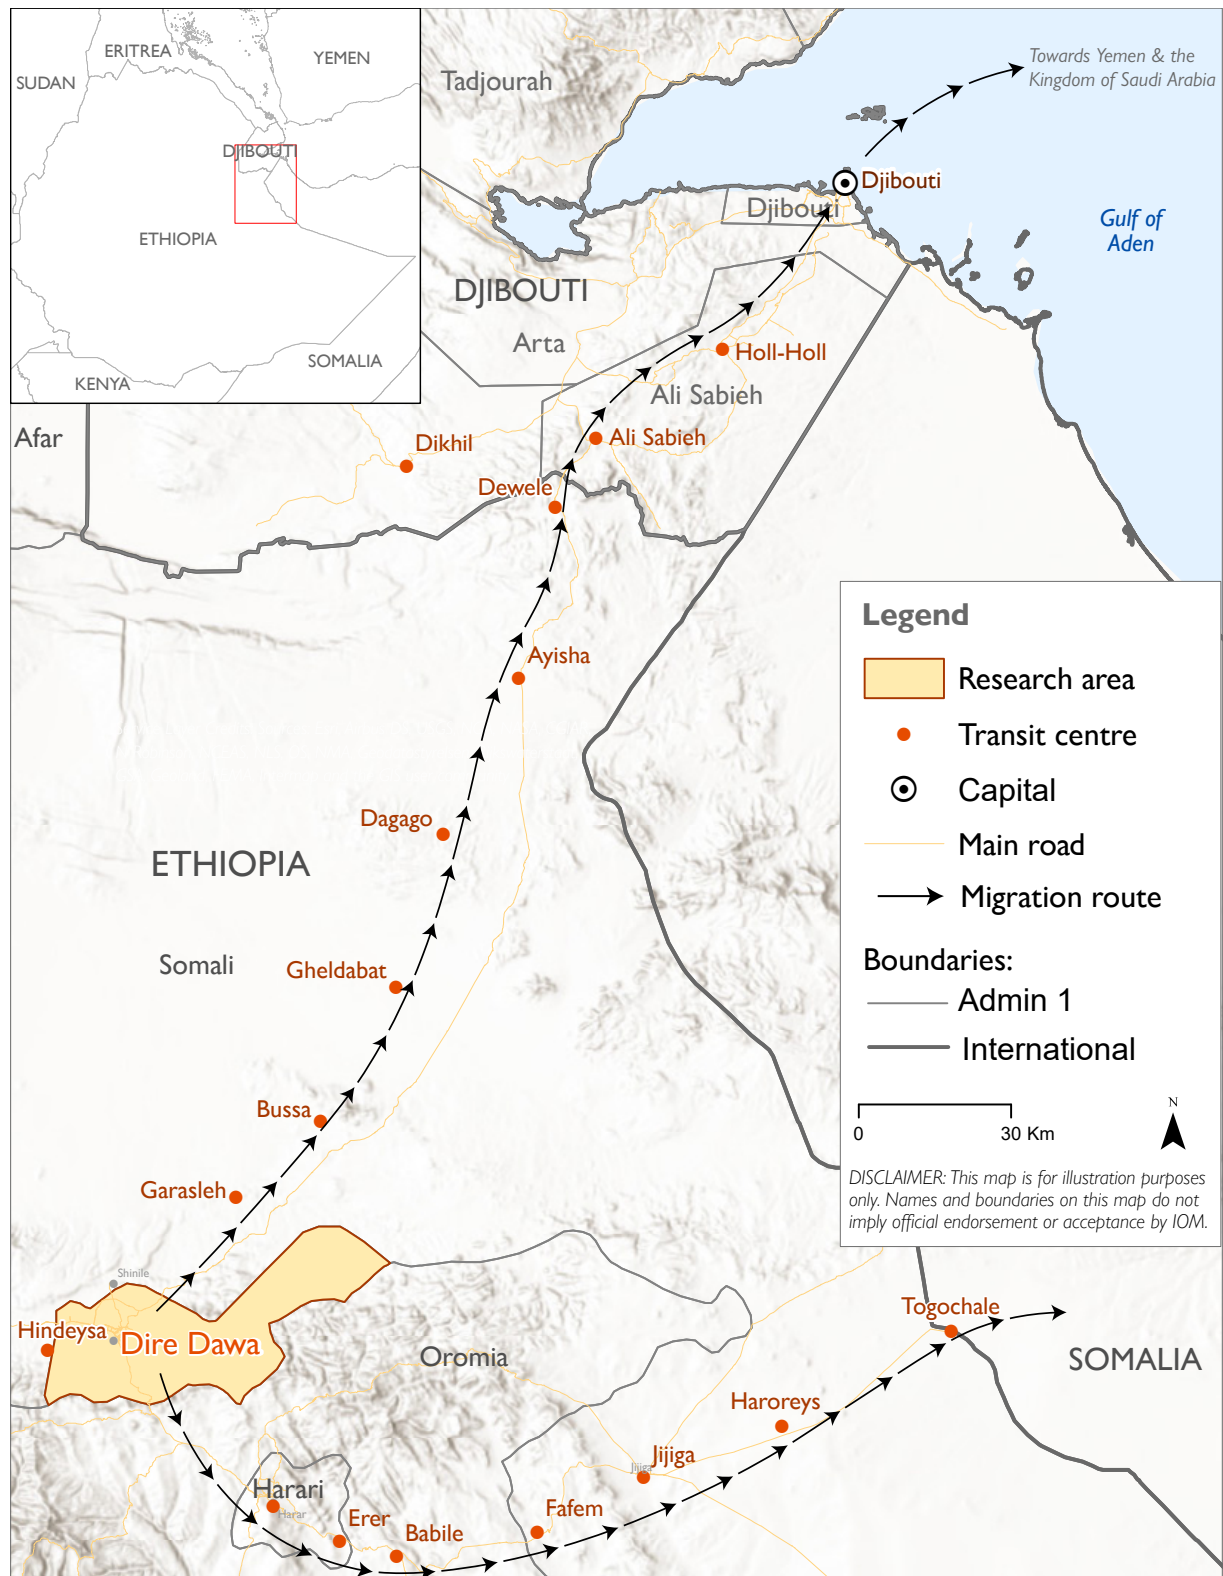 ERITREA
YEMEN
SUDAN
DJIBOUTI
ETHIOPIA
SOMALIA
KENYA
Tadjourah
Towards Yemen & the
Kingdom of Saudi Arabia
Djibouti
Djibouti
Gulf of
Aden
DJIBOUTI
Arta
Holl-Holl
Ali Sabieh
Afar
Dikhil
Ali Sabieh
Dewele
Ayisha
Dagago
ETHIOPIA
Somali
Gheldabat
Bussa
Garasleh
Shinile
Hindeysa
Dire Dawa
Oromia
Togochale
SOMALIA
Haroreys
Jijiga
Jijiga
Harari
Harar
Erer
Babile
Fafem
Legend
Research area
Transit centre
Capital
Main road
Migration route
Boundaries:
Admin 1
International
N
0 30 Km
DISCLAIMER: This map is for illustration purposes
only. Names and boundaries on this map do not
imply official endorsement or acceptance by IOM.